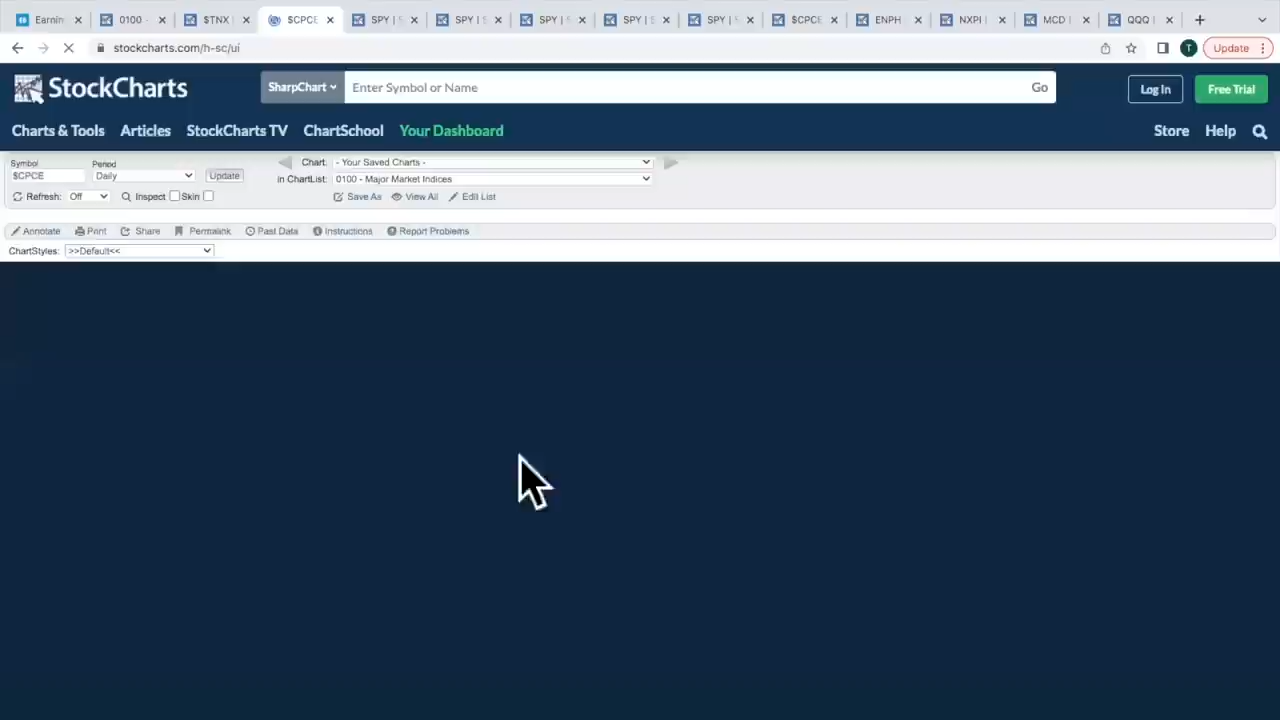 Earnin
0100 -
$TNX |
$CPCE
SPY | S
SPY | S
SPY | S
SPY | S
SPY |
$CPCE
ENPH
NXPI |
MCD |
QQQ |
stockcharts.com/h-sc/ui
T
Update
StockCharts
SharpChart
Enter Symbol or Name
Go
Log In
Free Trial
Charts & Tools
Articles
StockCharts TV
ChartSchool
Your Dashboard
Store
Help
Symbol
Period
Chart:
- Your Saved Charts -
$CPCE
Daily
Update
in ChartList:
0100 - Major Market Indices
Refresh:
Off
Inspect
Skin
Save As
View All
Edit List
Annotate
Print
Share
Permalink
Past Data
Instructions
Report Problems
ChartStyles:
>>Default<<